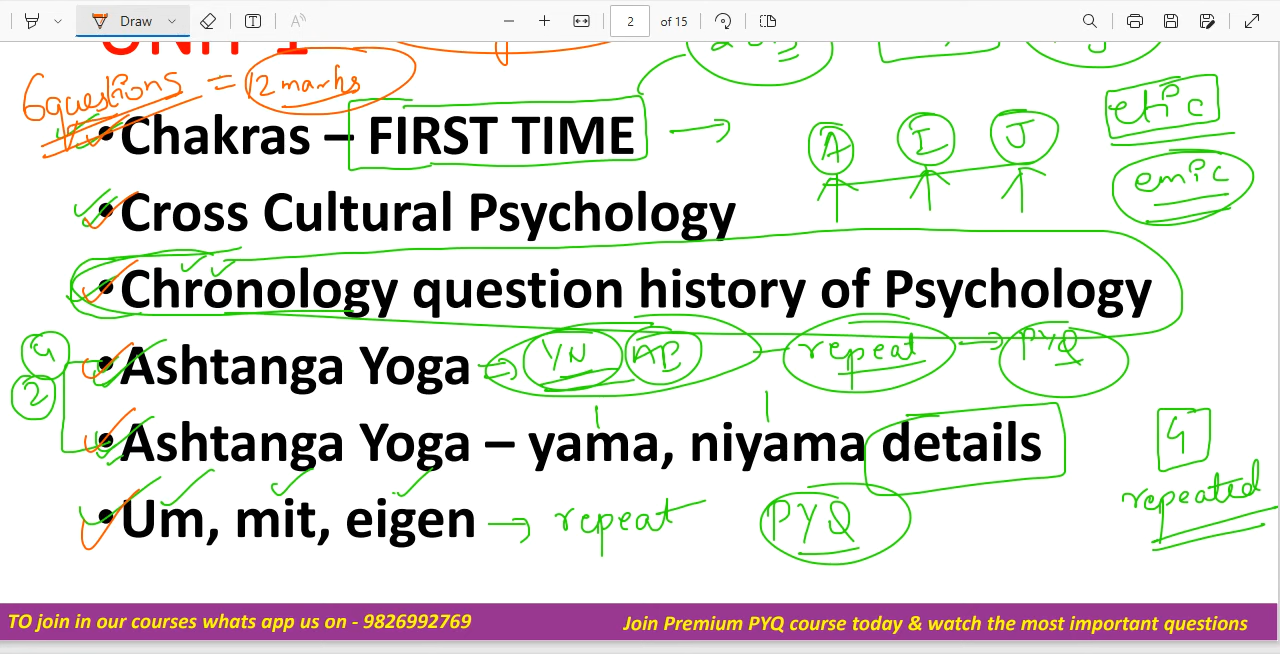 Draw
2 of 15
UNIT 1
6 questions = 12 marks
• Chakras – FIRST TIME →
A I J
etic
emic
• Cross Cultural Psychology
• Chronology question history of Psychology
• Ashtanga Yoga → YN AP – repeat → PYQ
2
• Ashtanga Yoga – yama, niyama details
4
repeated
• Um, mit, eigen → repeat PYQ
TO join in our courses whats app us on - 9826992769
Join Premium PYQ course today & watch the most important questions